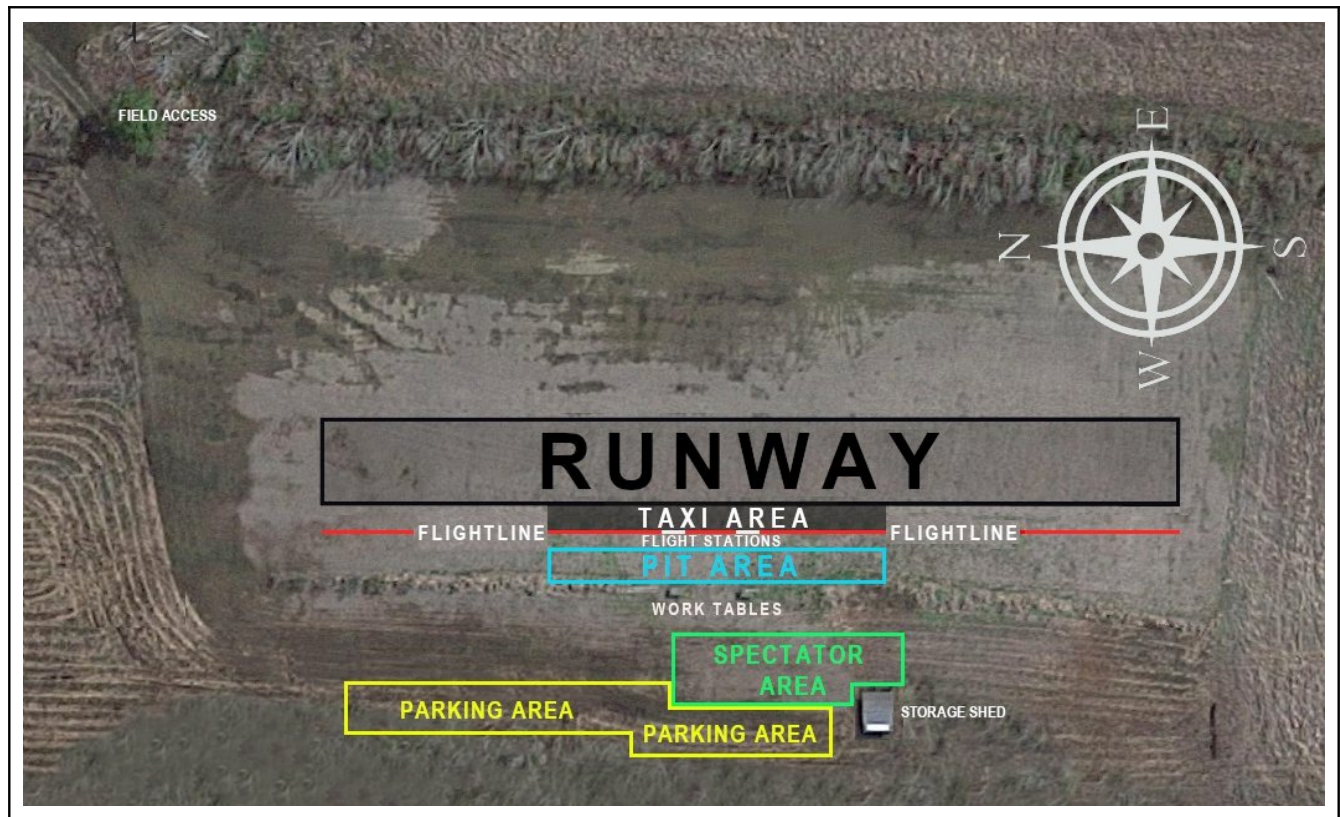 FIELD ACCESS
E
N
S
W
RUNWAY
TAXI AREA
FLIGHTLINE
FLIGHTLINE
FLIGHT STATIONS
PIT AREA
WORK TABLES
SPECTATOR
AREA
PARKING AREA
STORAGE SHED
PARKING AREA